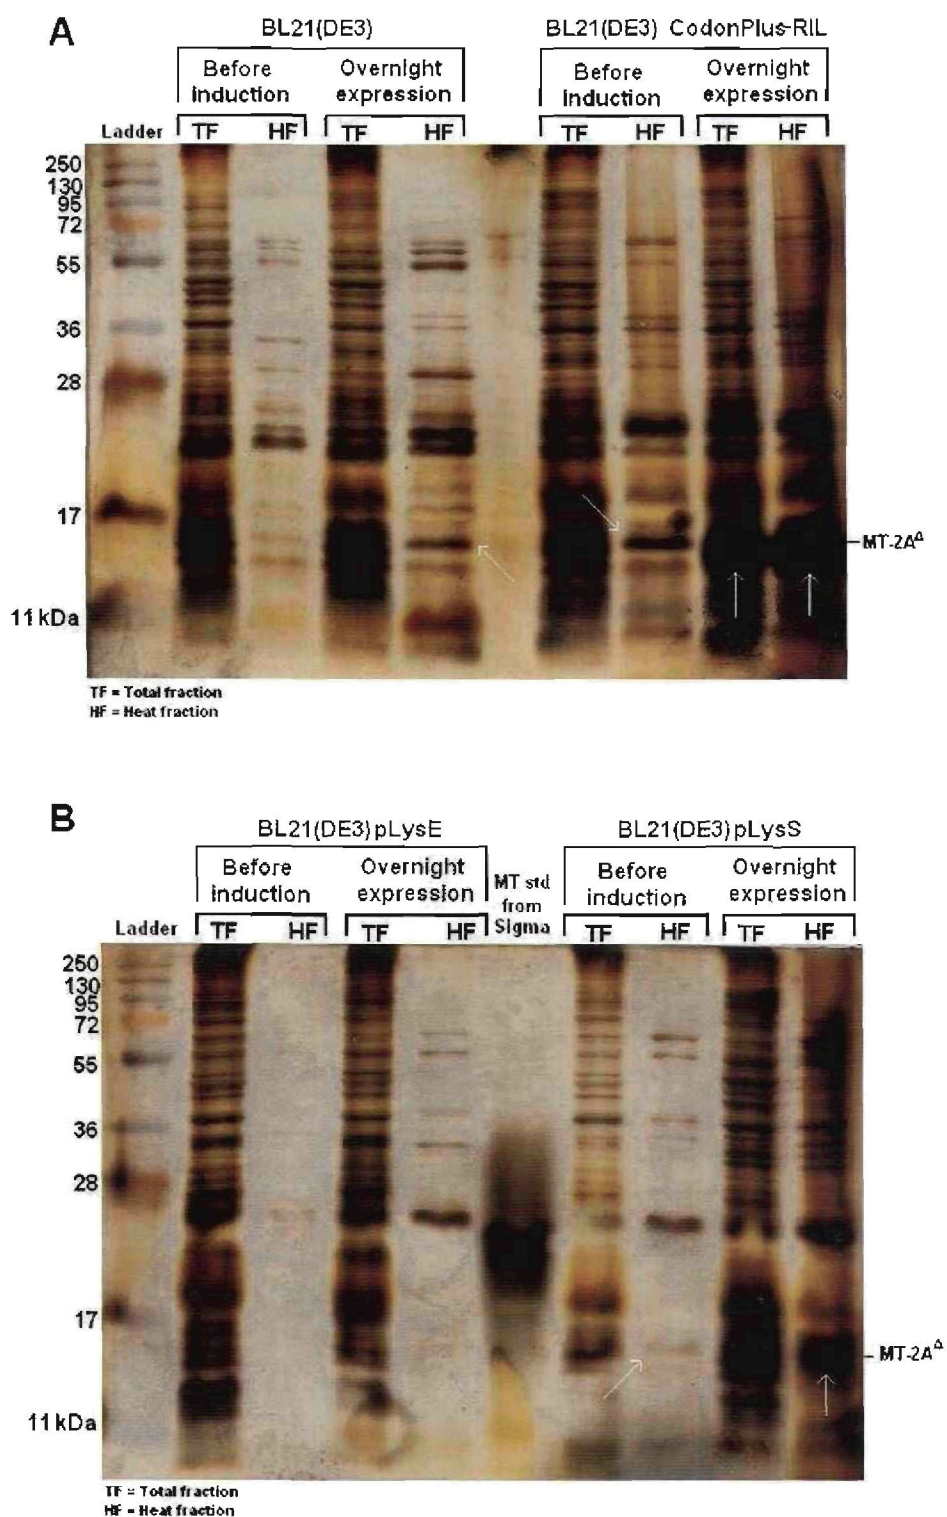 A
BL21(DE3)
BL21(DE3) CodonPlus-RIL
Before induction
Overnight expression
Before induction
Overnight expression
Ladder TF HF TF HF TF HF TF HF
250
130
95
72
55
36
28
17
MT-2AΔ
11 kDa
TF = Total fraction
HF = Heat fraction
B
BL21(DE3)pLysE
BL21(DE3)pLysS
Before induction
Overnight expression
MT std from Sigma
Before induction
Overnight expression
Ladder TF HF TF HF TF HF TF HF
250
130
95
72
55
36
28
17
MT-2AΔ
11 kDa
TF = Total fraction
HF = Heat fraction